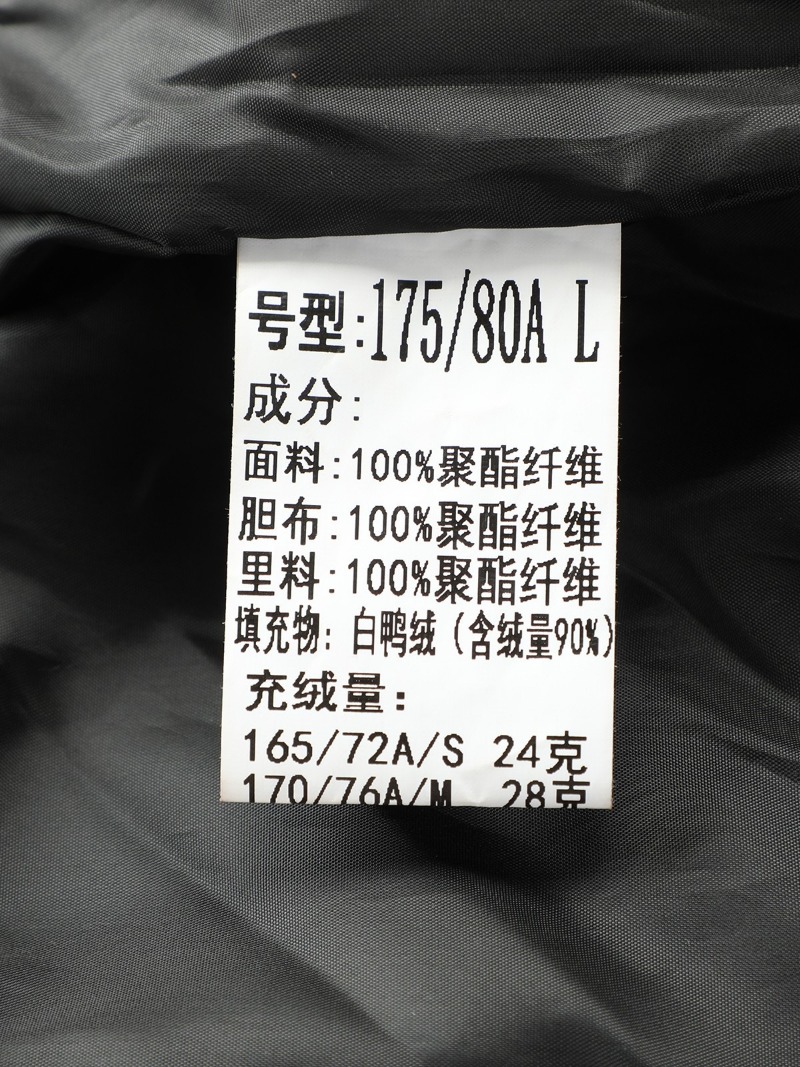 号型:175/80A L
成分:
面料:100%聚酯纤维
胆布:100%聚酯纤维
里料:100%聚酯纤维
填充物: 白鸭绒 (含绒量90%)
充绒量:
165/72A/S 24克
170/76A/M 28克